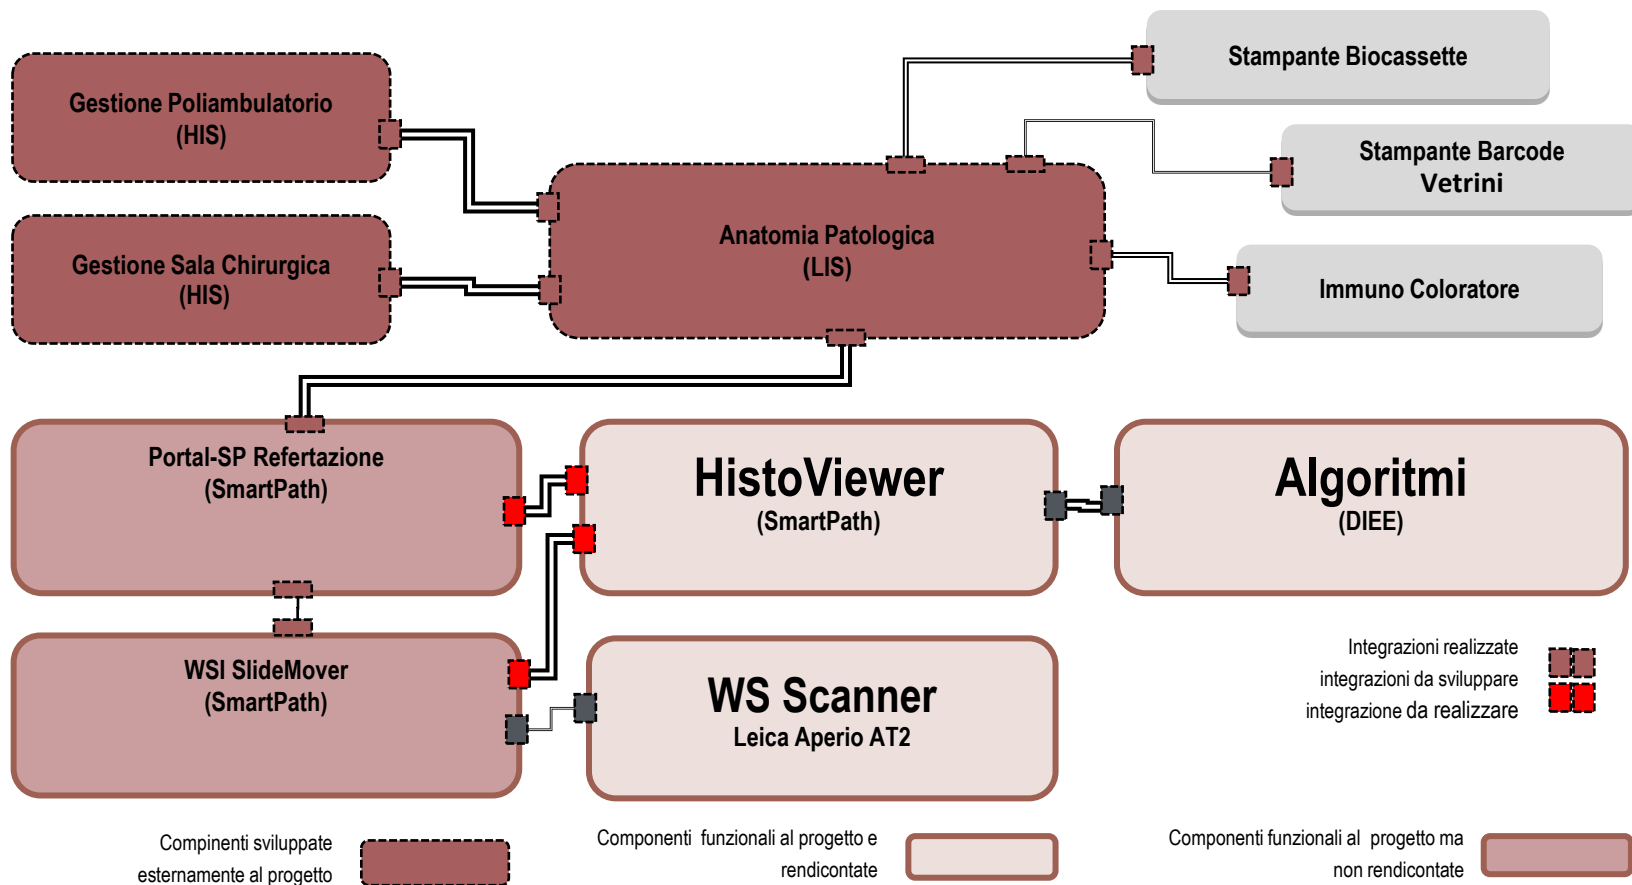 Gestione Poliambulatorio
(HIS)
Stampante Biocassette
Stampante Barcode
Vetrini
Anatomia Patologica
(LIS)
Gestione Sala Chirurgica
(HIS)
Immuno Coloratore
Portal-SP Refertazione
(SmartPath)
HistoViewer
(SmartPath)
Algoritmi
(DIEE)
WSI SlideMover
(SmartPath)
WS Scanner
Leica Aperio AT2
Integrazioni realizzate
integrazioni da sviluppare
integrazione da realizzare
Compinenti sviluppate
esternamente al progetto
Componenti funzionali al progetto e
rendicontate
Componenti funzionali al progetto ma
non rendicontate